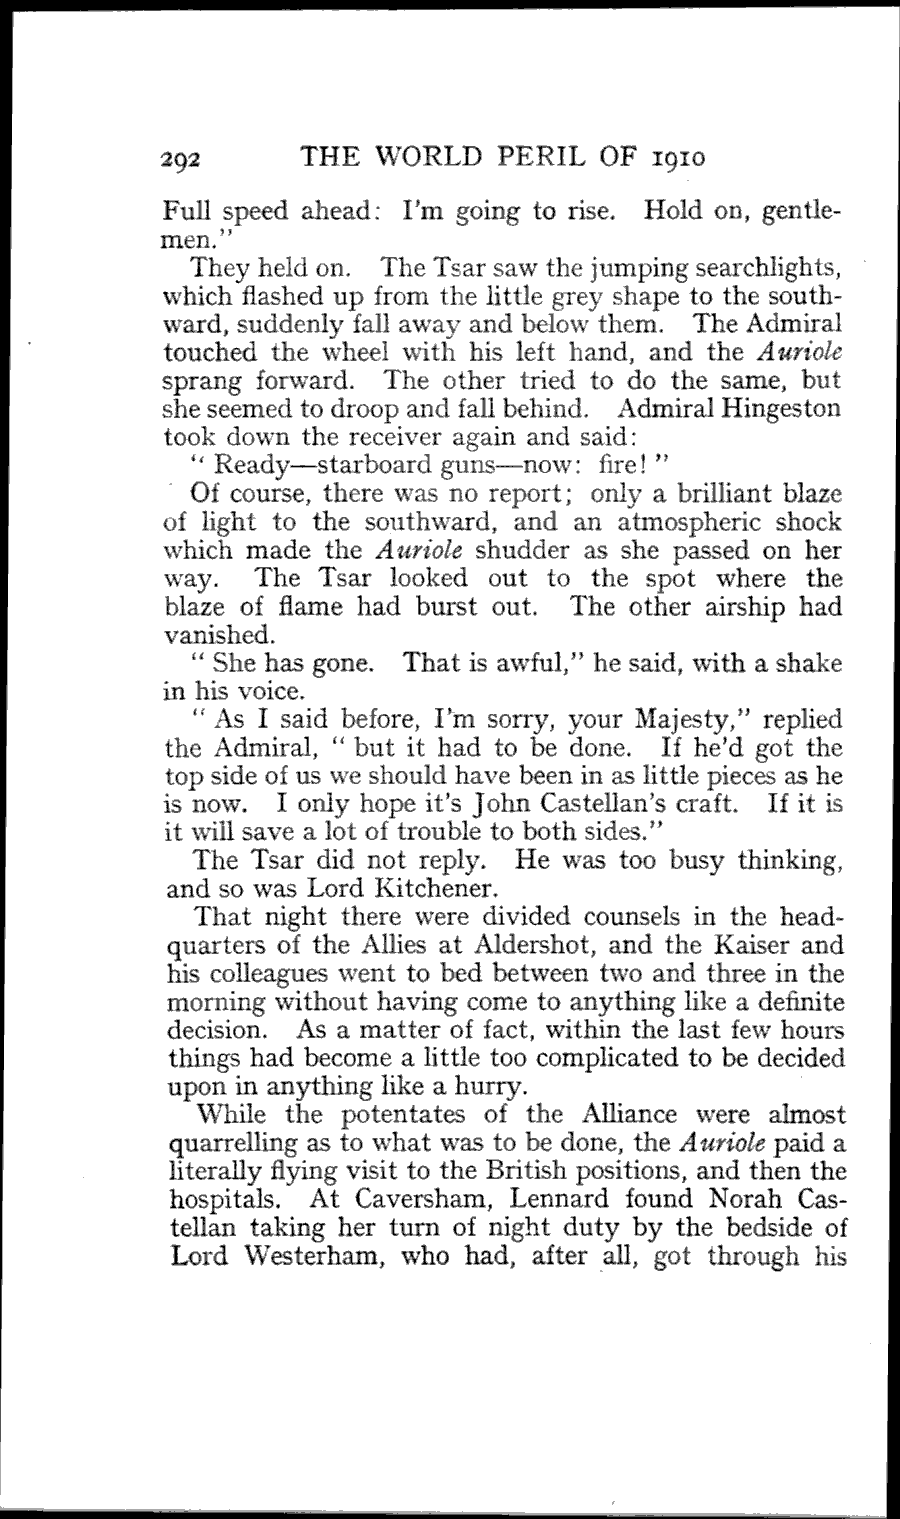 292 THE WORLD PERIL OF 1910
Full speed ahead: I'm going to rise. Hold on, gentle-
men."
They held on. The Tsar saw the jumping searchlights,
which flashed up from the little grey shape to the south-
ward, suddenly fall away and below them. The Admiral
touched the wheel with his left hand, and the Auriole
sprang forward. The other tried to do the same, but
she seemed to droop and fall behind. Admiral Hingeston
took down the receiver again and said:
" Ready—starboard guns—now: fire! "
Of course, there was no report; only a brilliant blaze
of light to the southward, and an atmospheric shock
which made the Auriole shudder as she passed on her
way. The Tsar looked out to the spot where the
blaze of flame had burst out. The other airship had
vanished.
" She has gone. That is awful," he said, with a shake
in his voice.
" As I said before, I'm sorry, your Majesty," replied
the Admiral, " but it had to be done. If he'd got the
top side of us we should have been in as little pieces as he
is now. I only hope it's John Castellan's craft. If it is
it will save a lot of trouble to both sides."
The Tsar did not reply. He was too busy thinking,
and so was Lord Kitchener.
That night there were divided counsels in the head-
quarters of the Allies at Aldershot, and the Kaiser and
his colleagues went to bed between two and three in the
morning without having come to anything like a definite
decision. As a matter of fact, within the last few hours
things had become a little too complicated to be decided
upon in anything like a hurry.
While the potentates of the Alliance were almost
quarrelling as to what was to be done, the Auriole paid a
literally flying visit to the British positions, and then the
hospitals. At Caversham, Lennard found Norah Cas-
tellan taking her turn of night duty by the bedside of
Lord Westerham, who had, after all, got through his